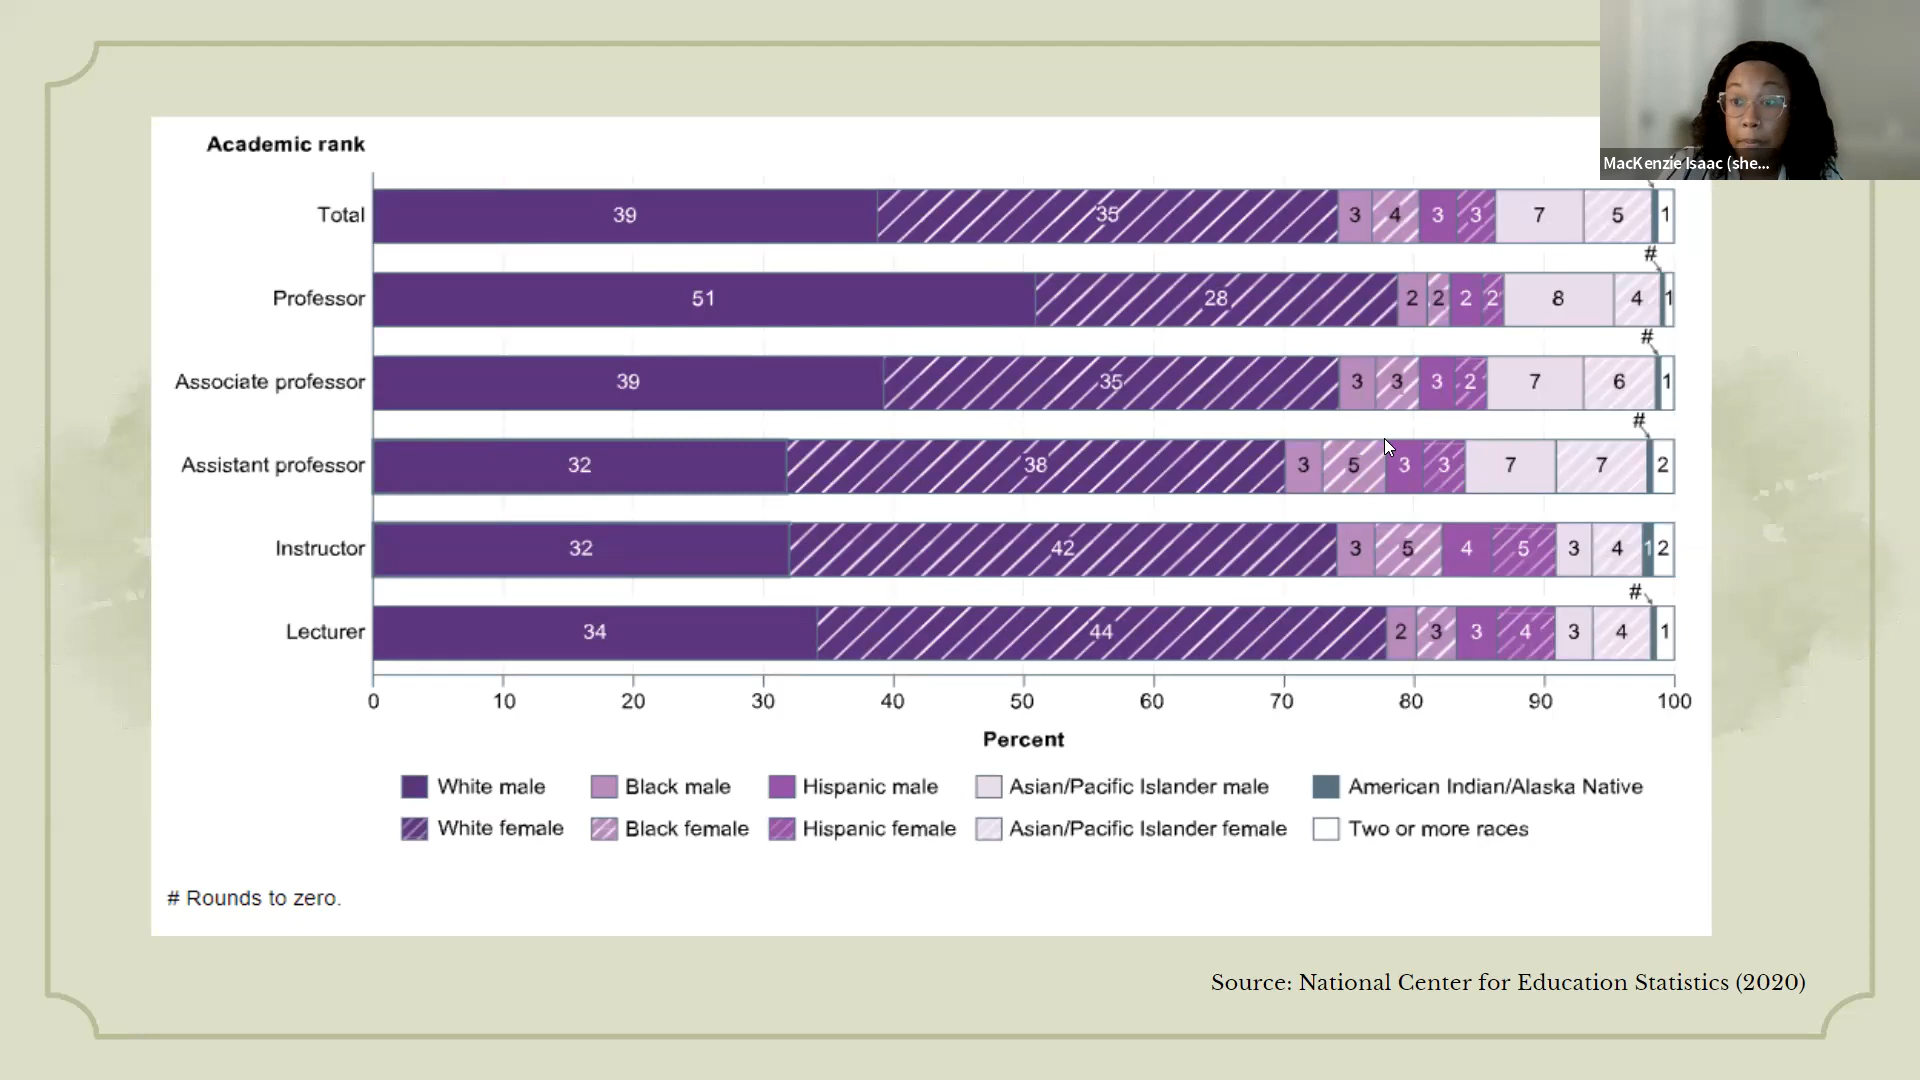 MacKenzie Isaac (she...
Academic rank
Total 39 35 3 4 3 3 7 5 1
#
Professor 51 28 2 2 2 2 8 4 1
#
Associate professor 39 35 3 3 3 2 7 6 1
#
Assistant professor 32 38 3 5 3 3 7 7 2
Instructor 32 42 3 5 4 5 3 4 1 2
#
Lecturer 34 44 2 3 3 4 3 4 1
0 10 20 30 40 50 60 70 80 90 100
Percent
White male Black male Hispanic male Asian/Pacific Islander male American Indian/Alaska Native
White female Black female Hispanic female Asian/Pacific Islander female Two or more races
# Rounds to zero.
Source: National Center for Education Statistics (2020)